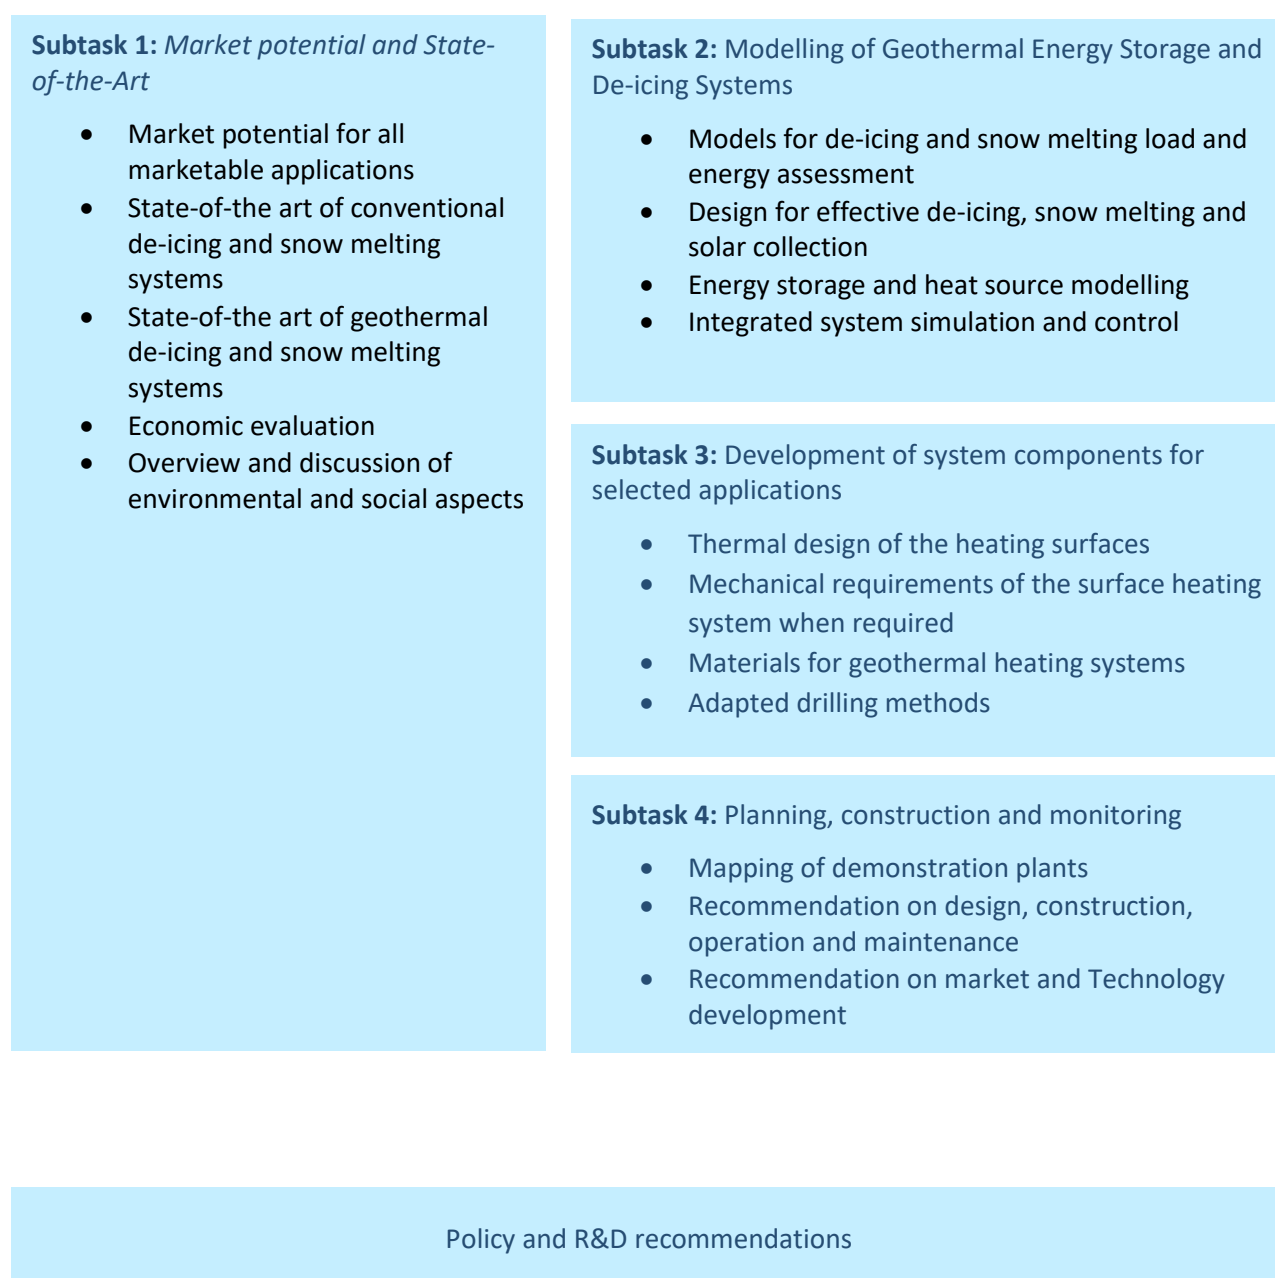 Subtask 1: Market potential and State-
of-the-Art
• Market potential for all
marketable applications
• State-of-the art of conventional
de-icing and snow melting
systems
• State-of-the art of geothermal
de-icing and snow melting
systems
• Economic evaluation
• Overview and discussion of
environmental and social aspects
Subtask 2: Modelling of Geothermal Energy Storage and
De-icing Systems
• Models for de-icing and snow melting load and
energy assessment
• Design for effective de-icing, snow melting and
solar collection
• Energy storage and heat source modelling
• Integrated system simulation and control
Subtask 3: Development of system components for
selected applications
• Thermal design of the heating surfaces
• Mechanical requirements of the surface heating
system when required
• Materials for geothermal heating systems
• Adapted drilling methods
Subtask 4: Planning, construction and monitoring
• Mapping of demonstration plants
• Recommendation on design, construction,
operation and maintenance
• Recommendation on market and Technology
development
Policy and R&D recommendations